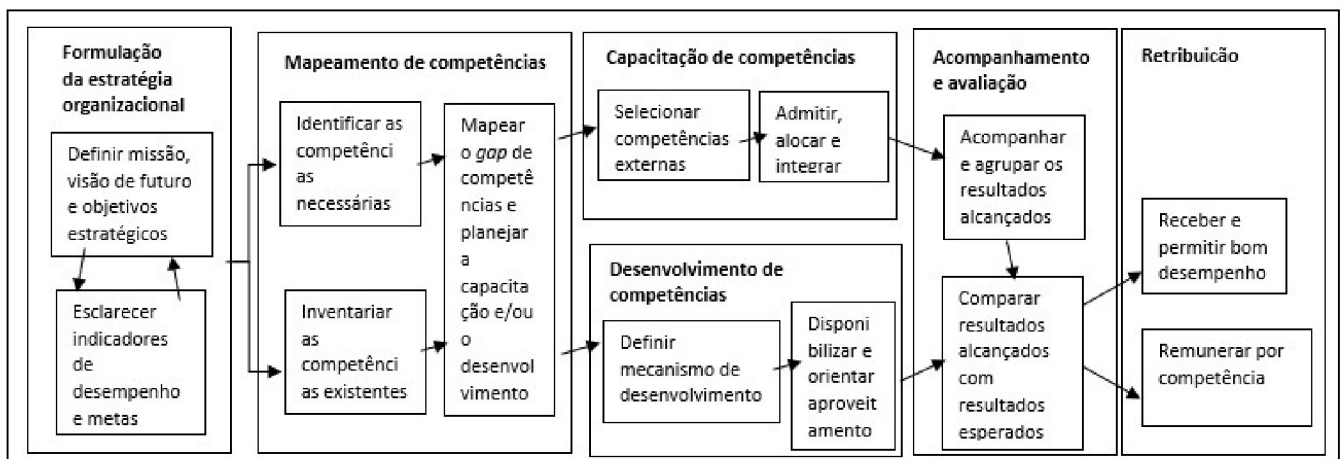 Formulação
da estratégia
organizacional
Definir missão,
visão de futuro
e objetivos
estratégicos
Esclarecer
indicadores
de
desempenho
e metas
Mapeamento de competências
Identificar as
competênci
as
necessárias
Inventariar
as
competênci
as existentes
Mapear
o gap de
competê
ncias e
planejar
a
capacita
ção e/ou
o
desenvol
vimento
Capacitação de competências
Selecionar
competências
externas
Admitir,
alocar e
integrar
Desenvolvimento de
competências
Definir
mecanismo de
desenvolvimento
Disponi
bilizar e
orientar
aproveit
amento
Acompanhamento
e avaliação
Acompanhar
e agrupar os
resultados
alcançados
Comparar
resultados
alcançados
com
resultados
esperados
Retribuicão
Receber e
permitir bom
desempenho
Remunerar por
competência